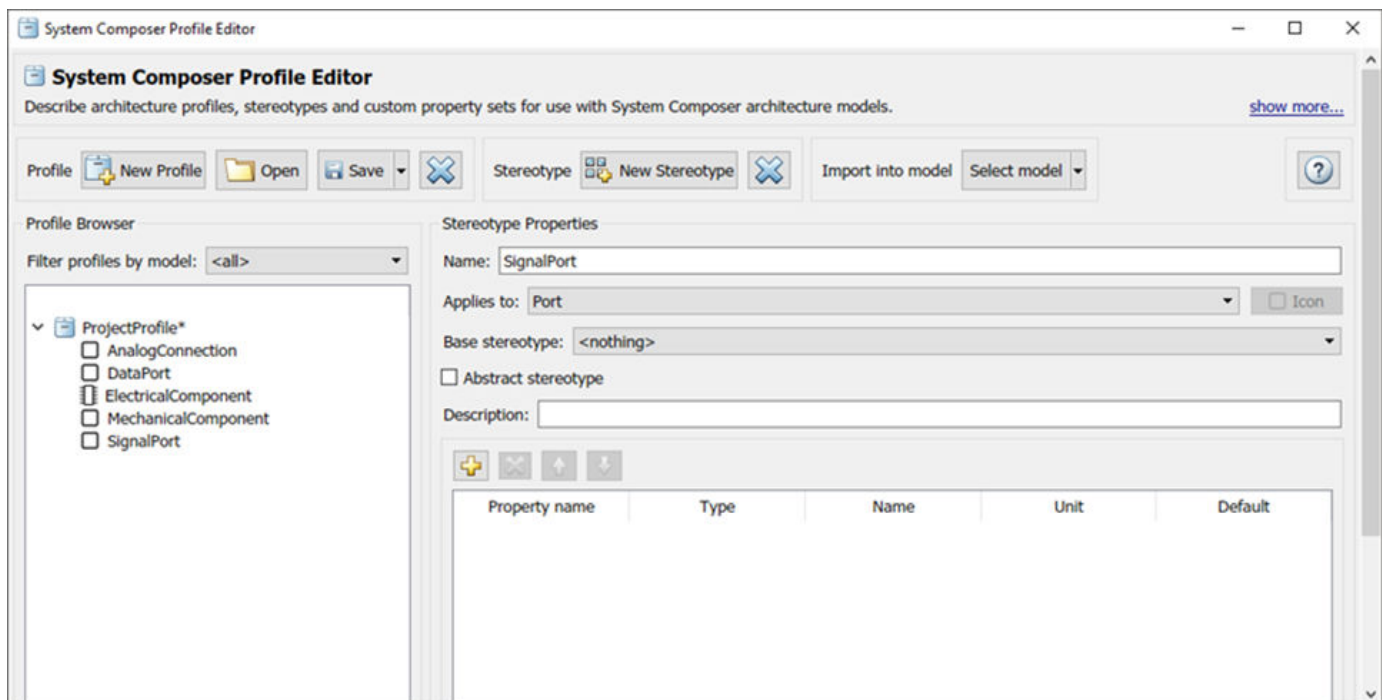 System Composer Profile Editor
System Composer Profile Editor
Describe architecture profiles, stereotypes and custom property sets for use with System Composer architecture models. show more...
Profile New Profile Open Save Stereotype New Stereotype Import into model Select model ?
Profile Browser
Filter profiles by model: <all>
ProjectProfile*
AnalogConnection
DataPort
ElectricalComponent
MechanicalComponent
SignalPort
Stereotype Properties
Name: SignalPort
Applies to: Port Icon
Base stereotype: <nothing>
Abstract stereotype
Description:
Property name Type Name Unit Default